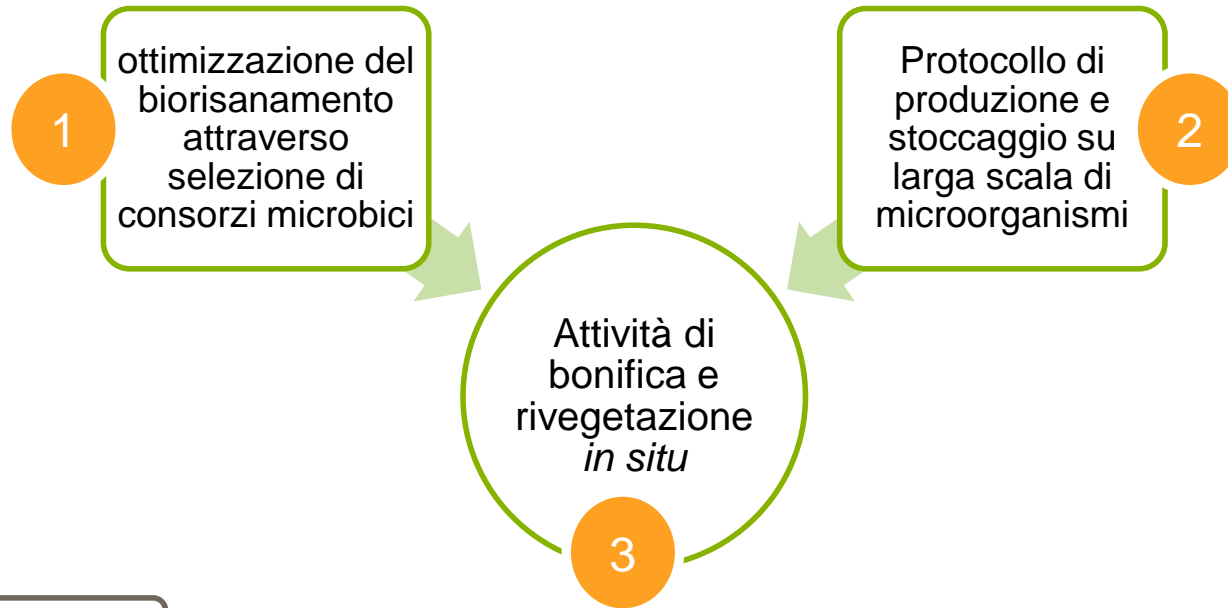 1
ottimizzazione del
biorisanamento
attraverso
selezione di
consorzi microbici
Protocollo di
produzione e
stoccaggio su
larga scala di
microorganismi
2
Attività di
bonifica e
rivegetazione
in situ
3